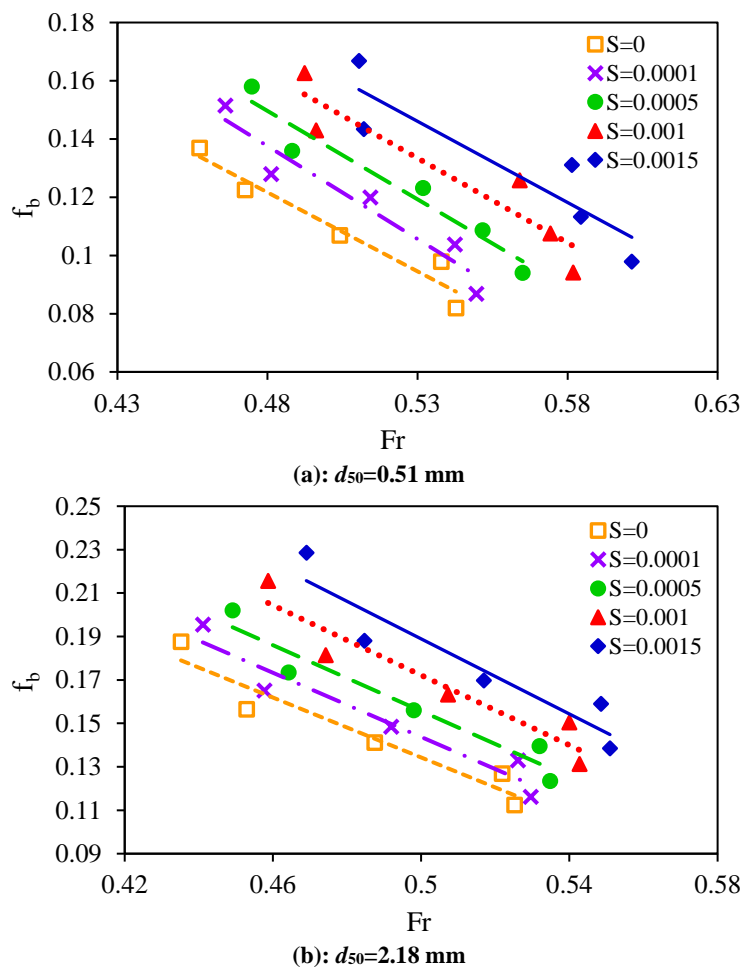 0.18
0.16
0.14
0.12
0.1
0.08
0.06
f_b
S=0
S=0.0001
S=0.0005
S=0.001
S=0.0015
0.43 0.48 0.53 0.58 0.63
Fr
(a): d50=0.51 mm
0.25
0.23
0.21
0.19
0.17
0.15
0.13
0.11
0.09
f_b
S=0
S=0.0001
S=0.0005
S=0.001
S=0.0015
0.42 0.46 0.5 0.54 0.58
Fr
(b): d50=2.18 mm